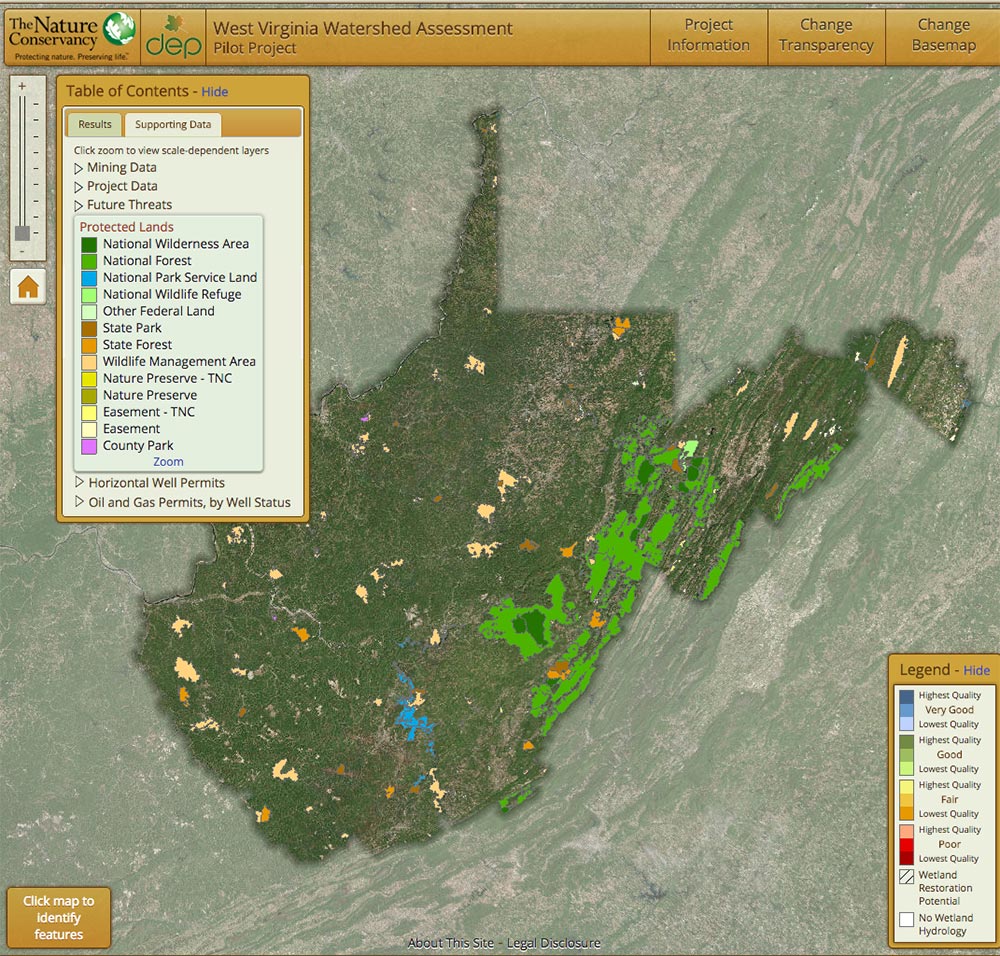 The Nature
Conservancy
Protecting nature. Preserving life.™
dep
West Virginia Watershed Assessment
Pilot Project
Project
Information
Change
Transparency
Change
Basemap
+
-
Table of Contents - Hide
Results
Supporting Data
Click zoom to view scale-dependent layers
Mining Data
Project Data
Future Threats
Protected Lands
National Wilderness Area
National Forest
National Park Service Land
National Wildlife Refuge
Other Federal Land
State Park
State Forest
Wildlife Management Area
Nature Preserve - TNC
Nature Preserve
Easement - TNC
Easement
County Park
Zoom
Horizontal Well Permits
Oil and Gas Permits, by Well Status
Legend - Hide
Highest Quality
Very Good
Lowest Quality
Highest Quality
Good
Lowest Quality
Highest Quality
Fair
Lowest Quality
Highest Quality
Poor
Lowest Quality
Wetland
Restoration
Potential
No Wetland
Hydrology
Click map to
identify
features
About This Site - Legal Disclosure